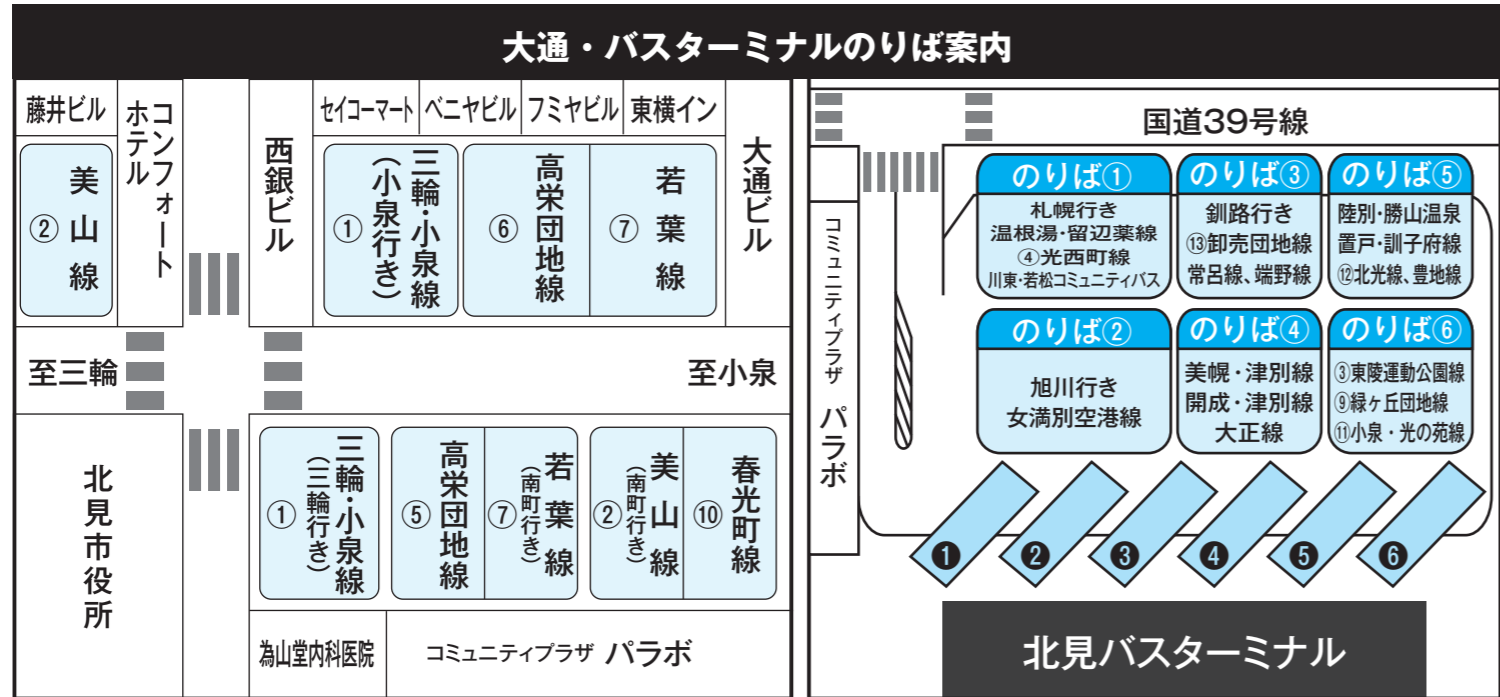 大通・バスターミナルのりば案内
藤井ビル
コンフォート
ホテル
②美山線
西銀ビル
セイコーマート
ベニヤビル
フミヤビル
東横イン
①三輪・小泉線
(小泉行き)
⑥高栄団地線
⑦若葉線
大通ビル
至三輪
至小泉
北見市役所
①三輪・小泉線
(三輪行き)
⑤高栄団地線
⑦若葉線
(南町行き)
②美山線
(南町行き)
⑩春光町線
為山堂内科医院
コミュニティプラザ パラボ
国道39号線
コミュニティプラザ パラボ
のりば①
札幌行き
温根湯・留辺蘂線
④光西町線
川東・若松コミュニティバス
のりば③
釧路行き
⑬卸売団地線
常呂線、端野線
のりば⑤
陸別・勝山温泉
置戸・訓子府線
⑫北光線、豊地線
のりば②
旭川行き
女満別空港線
のりば④
美幌・津別線
開成・津別線
大正線
のりば⑥
③東陵運動公園線
⑨緑ヶ丘団地線
⑪小泉・光の苑線
❶
❷
❸
❹
❺
❻
北見バスターミナル